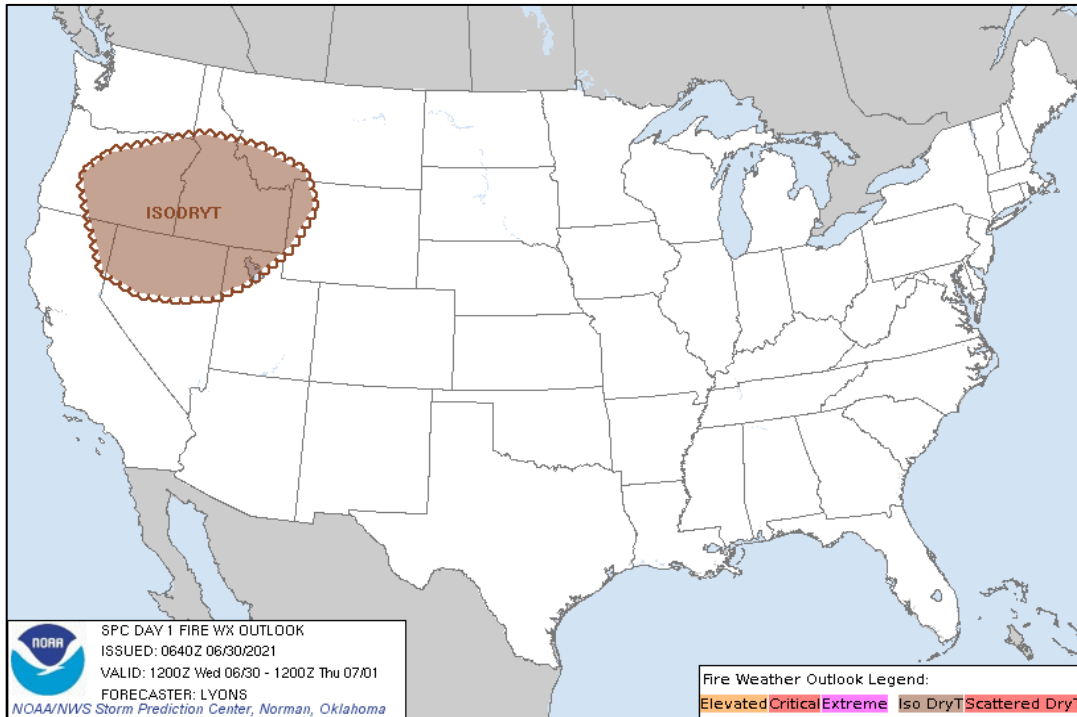 ISODRYT
NOAA
SPC DAY 1 FIRE WX OUTLOOK
ISSUED: 0640Z 06/30/2021
VALID: 1200Z Wed 06/30 - 1200Z Thu 07/01
FORECASTER: LYONS
NOAA/NWS Storm Prediction Center, Norman, Oklahoma
Fire Weather Outlook Legend:
Elevated Critical Extreme Iso DryT Scattered DryT